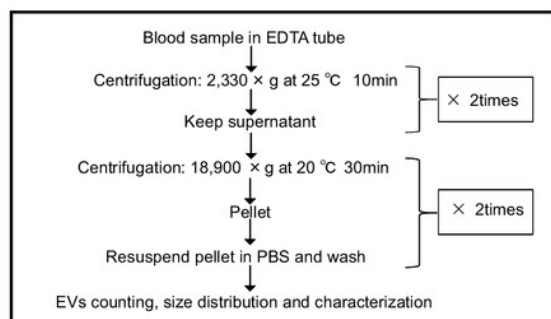 Blood sample in EDTA tube
Centrifugation: 2,330 × g at 25 ℃ 10min
× 2times
Keep supernatant
Centrifugation: 18,900 × g at 20 ℃ 30min
Pellet
× 2times
Resuspend pellet in PBS and wash
EVs counting, size distribution and characterization